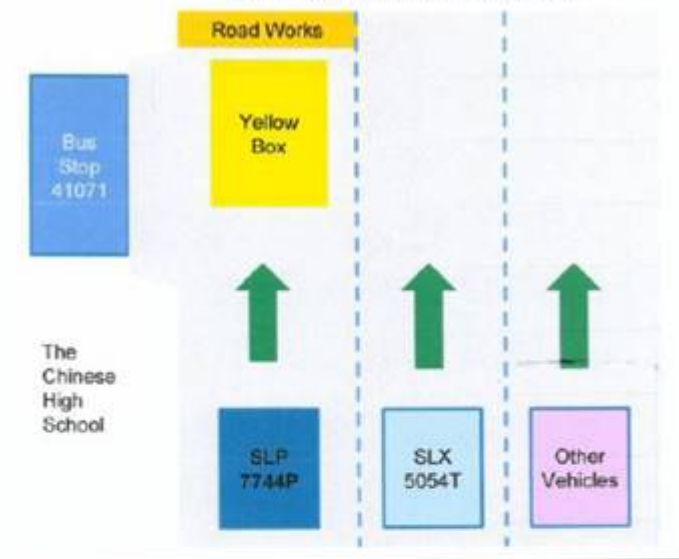 Road Works
Yellow
Box
Bus
Stop
41071
The
Chinese
High
School
SLP
7744P
SLX
5054T
Other
Vehicles